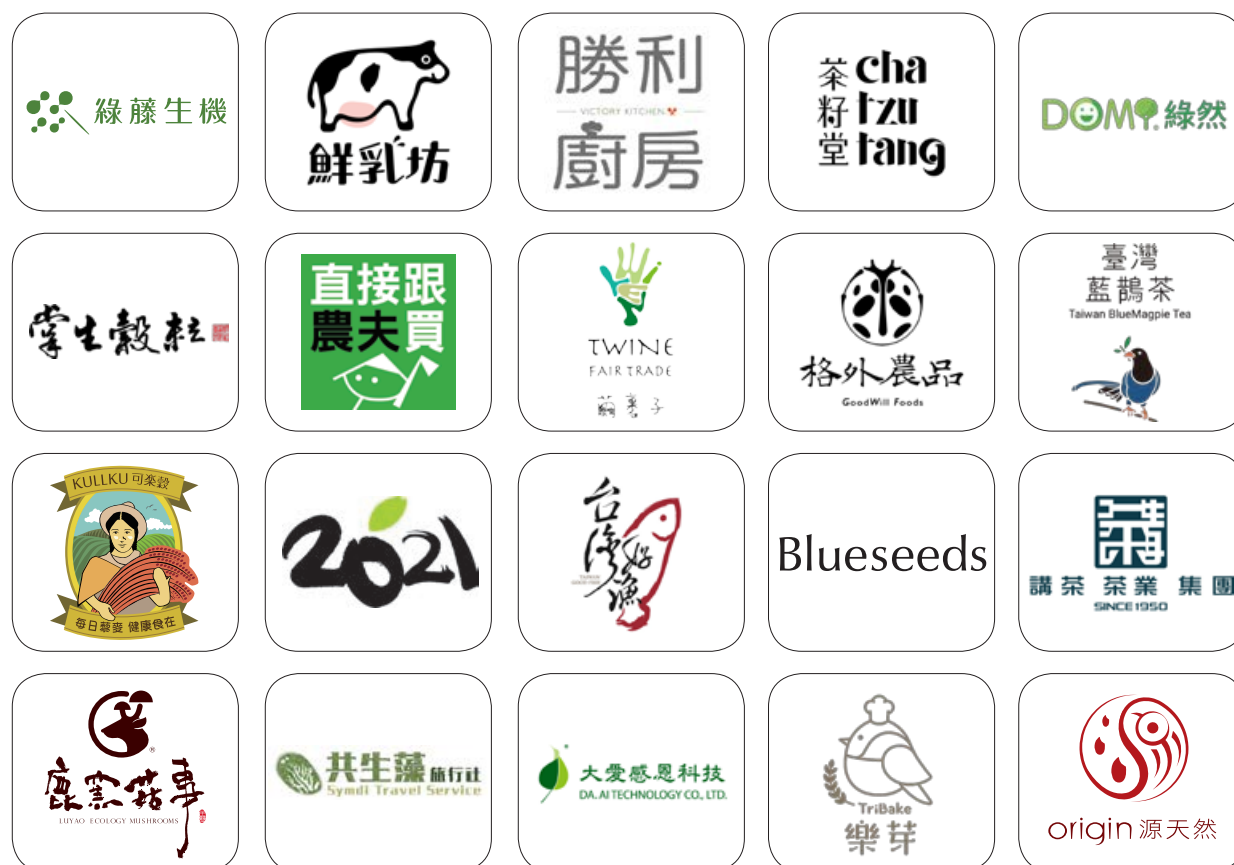 綠藤生機
鮮乳坊
勝利
VICTORY KITCHEN
廚房
茶籽堂
cha
tzu
tang
DOMI 綠然
掌生穀粒
直接跟
農夫買
TWINE
FAIR TRADE
繭裹子
格外農品
GoodWill Foods
臺灣
藍鵲茶
Taiwan BlueMagpie Tea
KULLKU 可樂穀
每日藜麥 健康食在
2021
台灣好漁
Blueseeds
講茶 茶業 集團
SINCE 1950
鹿窯菇事
LUYAO ECOLOGY MUSHROOMS
共生藻旅行社
Symdi Travel Service
大愛感恩科技
DA.AI TECHNOLOGY CO., LTD.
TriBake
樂芽
origin 源天然